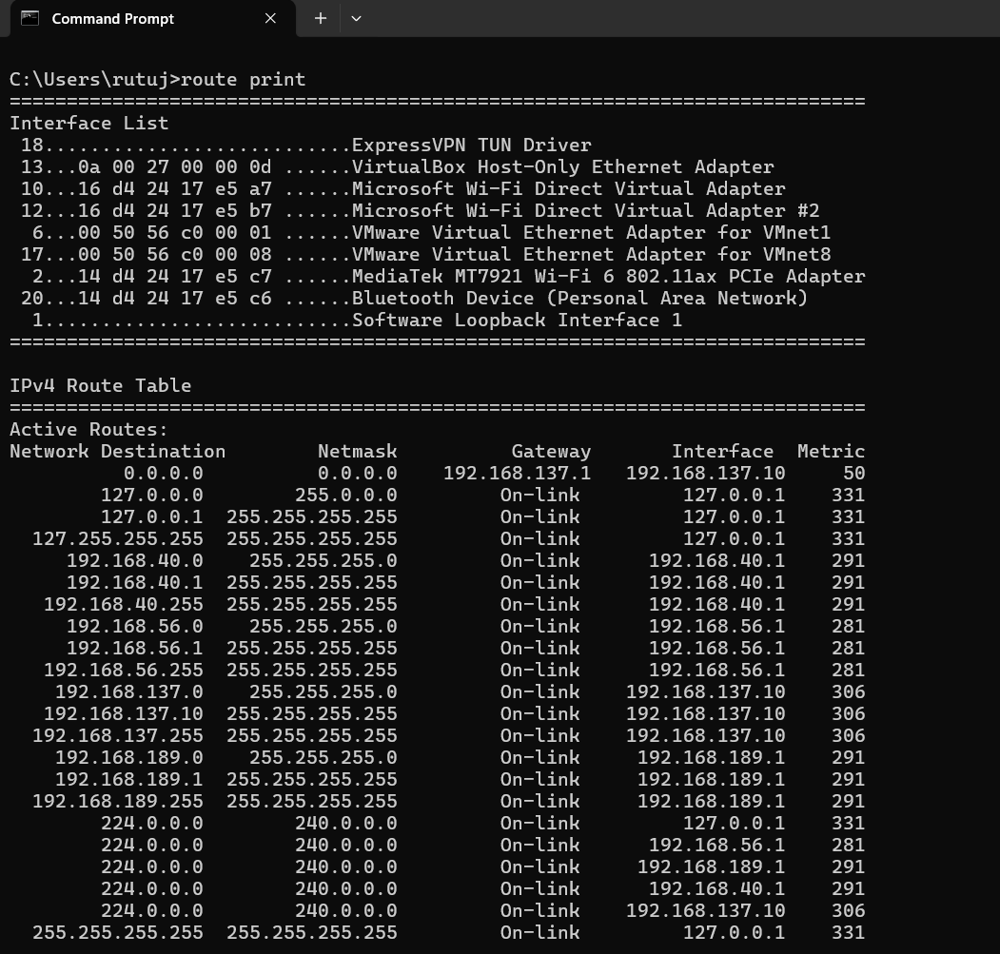 Command Prompt
C:\Users\rutuj>route print
===========================================================================
Interface List
 18...........................ExpressVPN TUN Driver
 13...0a 00 27 00 00 0d ......VirtualBox Host-Only Ethernet Adapter
 10...16 d4 24 17 e5 a7 ......Microsoft Wi-Fi Direct Virtual Adapter
 12...16 d4 24 17 e5 b7 ......Microsoft Wi-Fi Direct Virtual Adapter #2
  6...00 50 56 c0 00 01 ......VMware Virtual Ethernet Adapter for VMnet1
 17...00 50 56 c0 00 08 ......VMware Virtual Ethernet Adapter for VMnet8
  2...14 d4 24 17 e5 c7 ......MediaTek MT7921 Wi-Fi 6 802.11ax PCIe Adapter
 20...14 d4 24 17 e5 c6 ......Bluetooth Device (Personal Area Network)
  1...........................Software Loopback Interface 1
===========================================================================
IPv4 Route Table
===========================================================================
Active Routes:
Network Destination        Netmask          Gateway       Interface  Metric
          0.0.0.0          0.0.0.0    192.168.137.1   192.168.137.10     50
        127.0.0.0        255.0.0.0         On-link         127.0.0.1    331
        127.0.0.1  255.255.255.255         On-link         127.0.0.1    331
  127.255.255.255  255.255.255.255         On-link         127.0.0.1    331
     192.168.40.0    255.255.255.0         On-link      192.168.40.1    291
     192.168.40.1  255.255.255.255         On-link      192.168.40.1    291
   192.168.40.255  255.255.255.255         On-link      192.168.40.1    291
     192.168.56.0    255.255.255.0         On-link      192.168.56.1    281
     192.168.56.1  255.255.255.255         On-link      192.168.56.1    281
   192.168.56.255  255.255.255.255         On-link      192.168.56.1    281
    192.168.137.0    255.255.255.0         On-link    192.168.137.10    306
   192.168.137.10  255.255.255.255         On-link    192.168.137.10    306
  192.168.137.255  255.255.255.255         On-link    192.168.137.10    306
    192.168.189.0    255.255.255.0         On-link     192.168.189.1    291
    192.168.189.1  255.255.255.255         On-link     192.168.189.1    291
  192.168.189.255  255.255.255.255         On-link     192.168.189.1    291
        224.0.0.0        240.0.0.0         On-link         127.0.0.1    331
        224.0.0.0        240.0.0.0         On-link      192.168.56.1    281
        224.0.0.0        240.0.0.0         On-link     192.168.189.1    291
        224.0.0.0        240.0.0.0         On-link      192.168.40.1    291
        224.0.0.0        240.0.0.0         On-link    192.168.137.10    306
  255.255.255.255  255.255.255.255         On-link         127.0.0.1    331